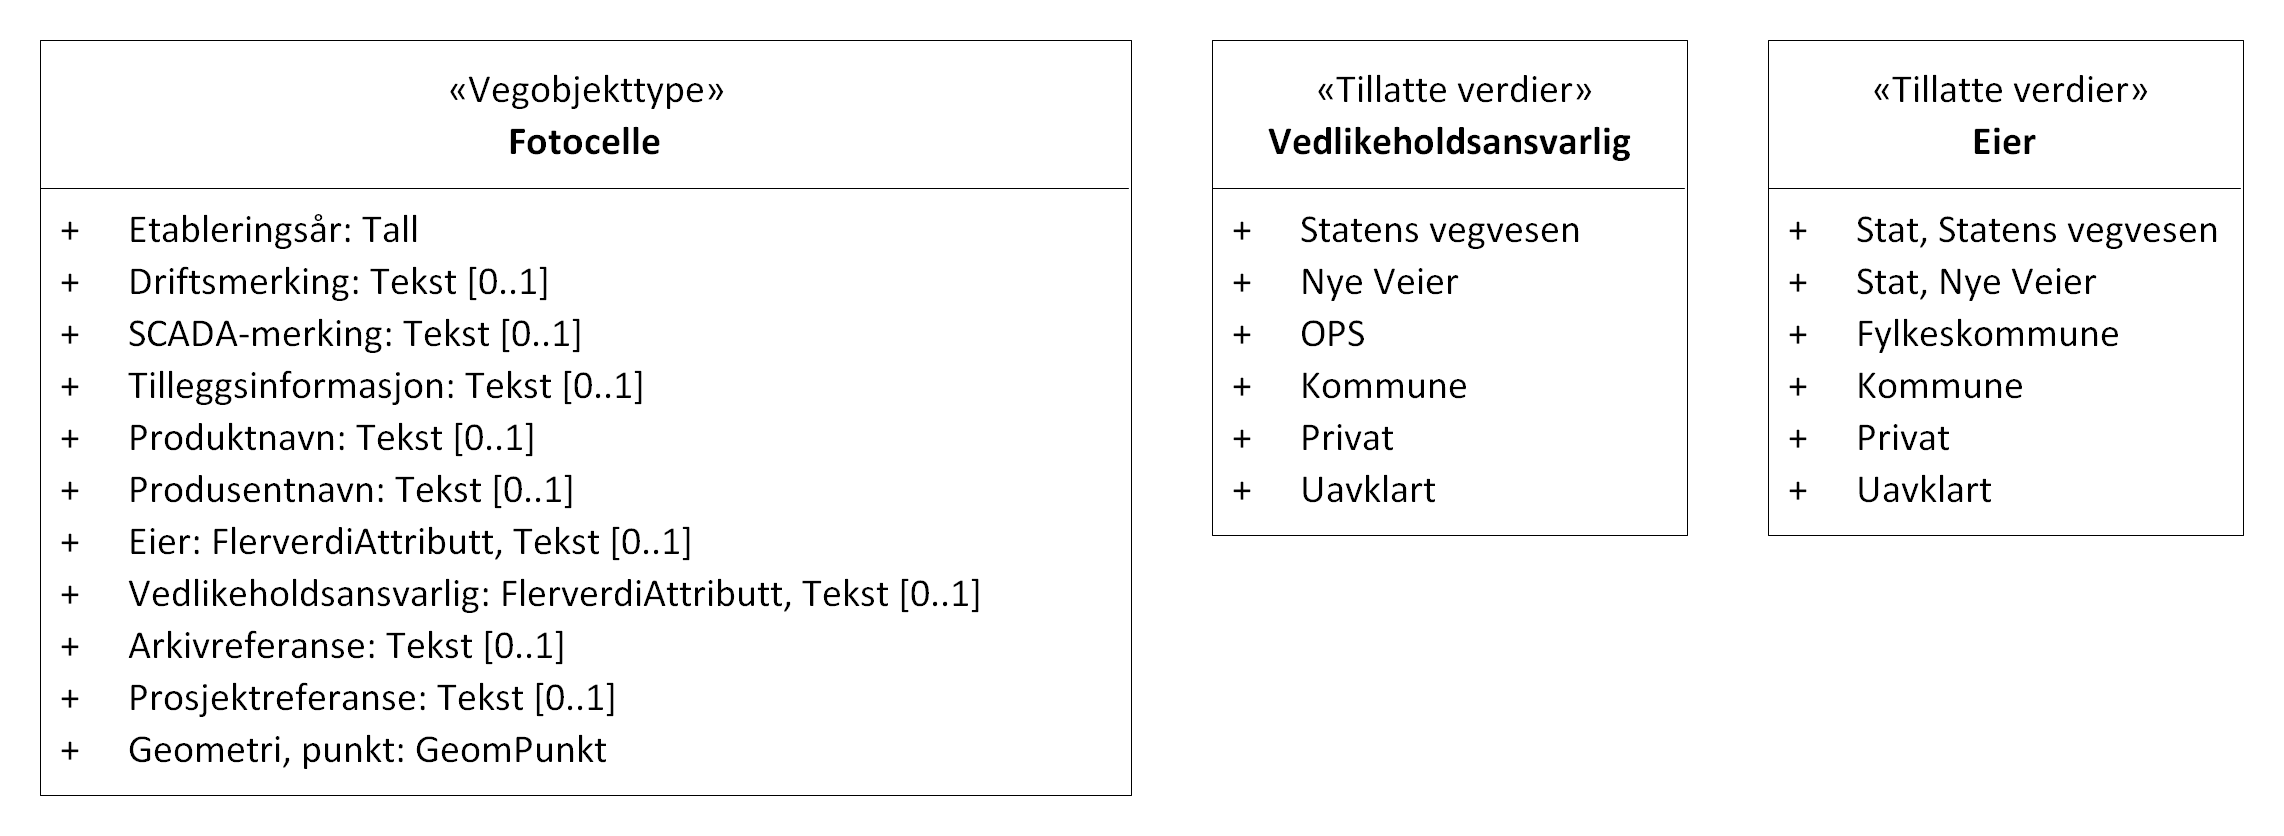 «Vegobjekttype»
Fotocelle
+ Etableringsår: Tall
+ Driftsmerking: Tekst [0..1]
+ SCADA-merking: Tekst [0..1]
+ Tilleggsinformasjon: Tekst [0..1]
+ Produktnavn: Tekst [0..1]
+ Produsentnavn: Tekst [0..1]
+ Eier: FlerverdiAttributt, Tekst [0..1]
+ Vedlikeholdsansvarlig: FlerverdiAttributt, Tekst [0..1]
+ Arkivreferanse: Tekst [0..1]
+ Prosjektreferanse: Tekst [0..1]
+ Geometri, punkt: GeomPunkt
«Tillatte verdier»
Vedlikeholdsansvarlig
+ Statens vegvesen
+ Nye Veier
+ OPS
+ Kommune
+ Privat
+ Uavklart
«Tillatte verdier»
Eier
+ Stat, Statens vegvesen
+ Stat, Nye Veier
+ Fylkeskommune
+ Kommune
+ Privat
+ Uavklart